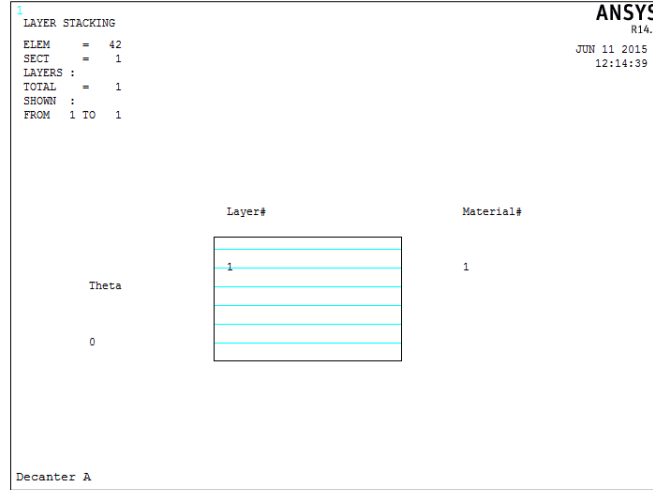 1
LAYER STACKING
ELEM = 42
SECT = 1
LAYERS :
TOTAL = 1
SHOWN :
FROM 1 TO 1
ANSYS
R14.
JUN 11 2015
12:14:39
Layer# Material#
1 1
Theta
0
Decanter A